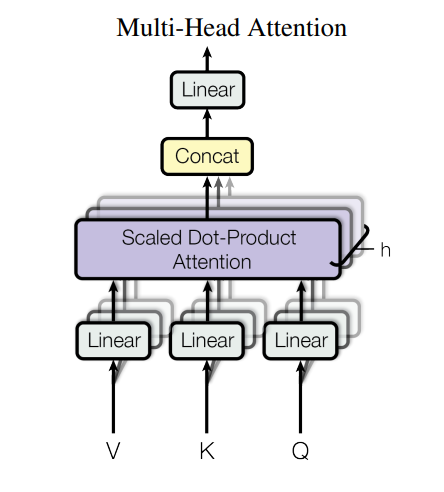 Multi-Head Attention
Linear
Concat
Scaled Dot-Product
Attention
h
Linear Linear Linear
V K Q